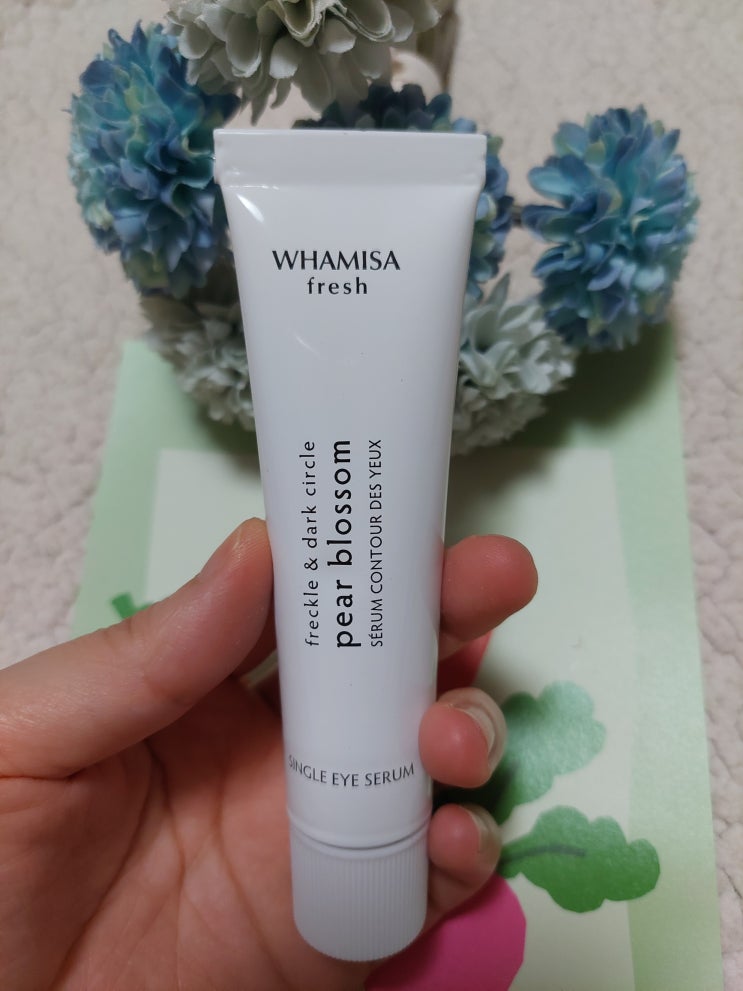 WHAMISA
fresh
freckle & dark circle
pear blossom
SÉRUM CONTOUR DES YEUX
SINGLE EYE SERUM